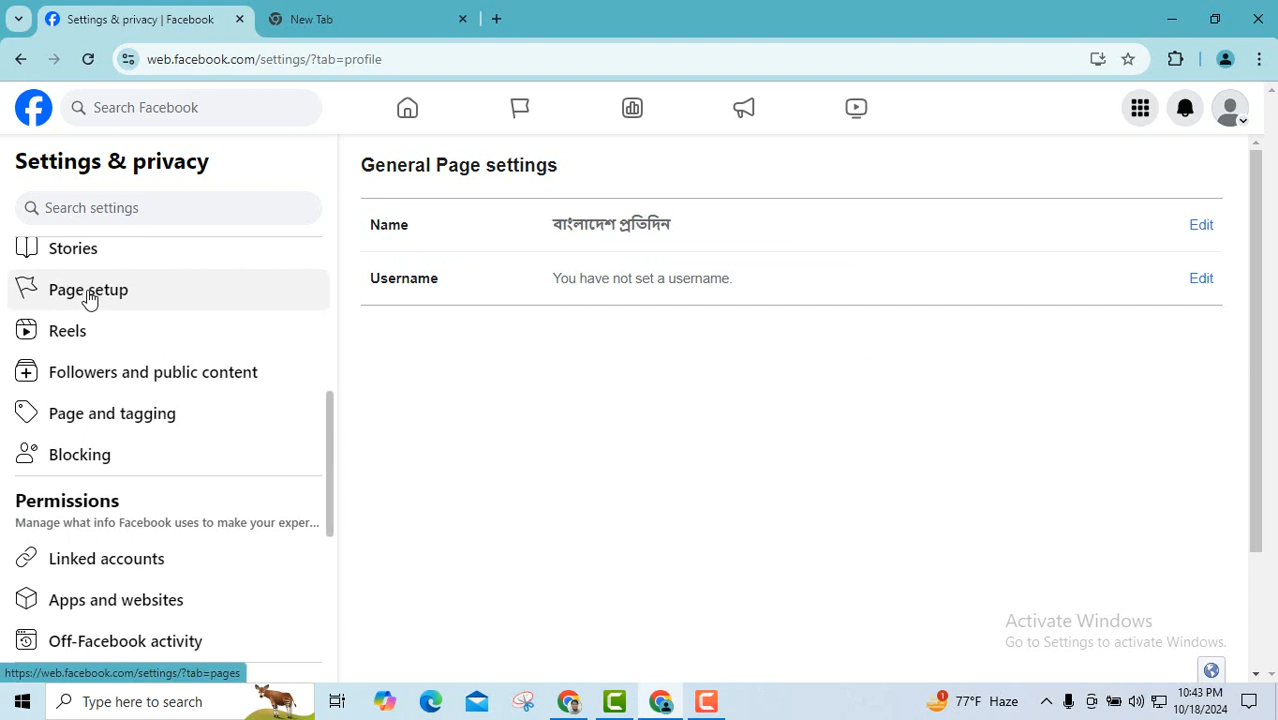 Settings & privacy | Facebook
New Tab
web.facebook.com/settings/?tab=profile
Search Facebook
Settings & privacy
Search settings
Stories
Page setup
Reels
Followers and public content
Page and tagging
Blocking
Permissions
Manage what info Facebook uses to make your exper...
Linked accounts
Apps and websites
Off-Facebook activity
General Page settings
Name বাংলাদেশ প্রতিদিন Edit
Username You have not set a username. Edit
Activate Windows
Go to Settings to activate Windows.
https://web.facebook.com/settings/?tab=pages
Type here to search
77°F Haze
10:43 PM
10/18/2024